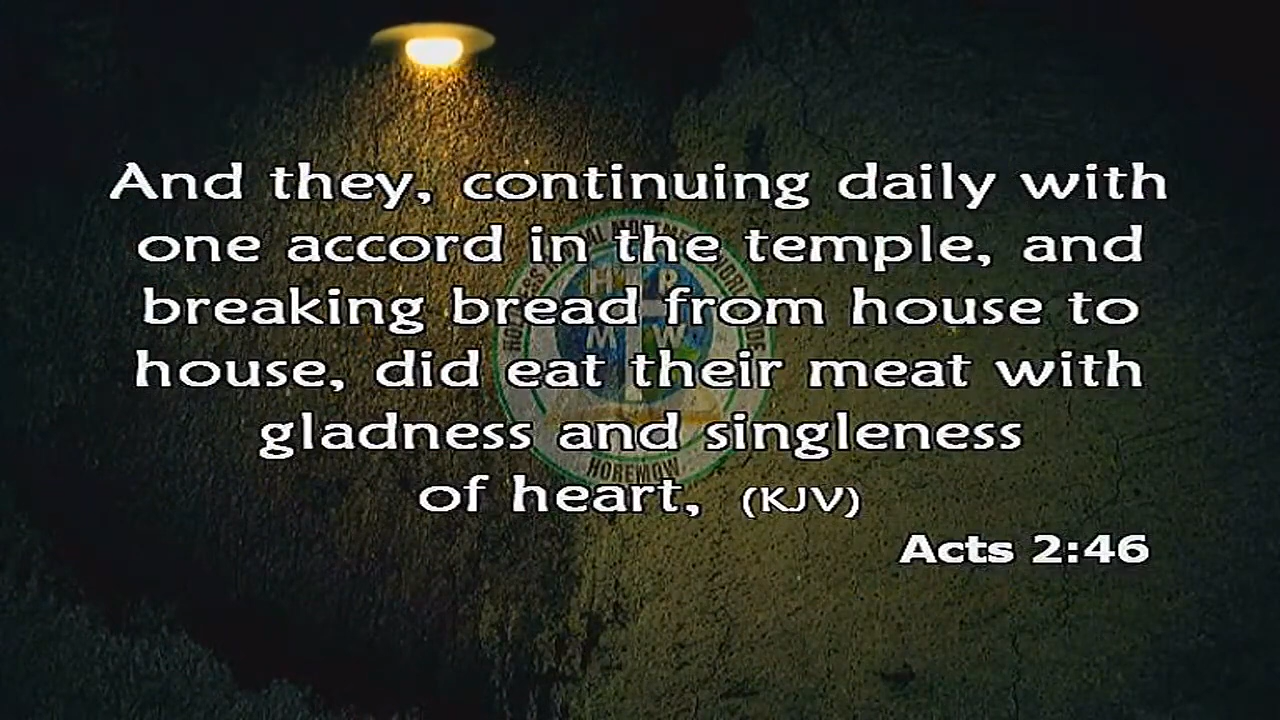 And they, continuing daily with
one accord in the temple, and
breaking bread from house to
house, did eat their meat with
gladness and singleness
of heart, (KJV)
Acts 2:46
HOREMOW